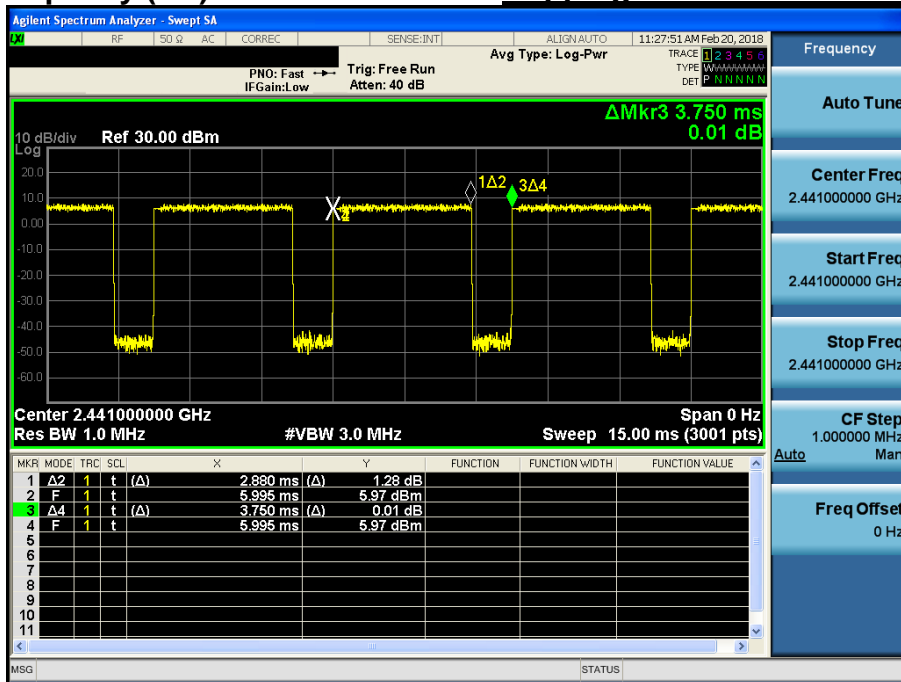 Agilent Spectrum Analyzer - Swept SA
LXI RF 50 Ω AC CORREC SENSE:INT ALIGN AUTO 11:27:51 AM Feb 20, 2018
Frequency
Avg Type: Log-Pwr
TRACE 1 2 3 4 5 6
PNO: Fast Trig: Free Run
TYPE WWWWWW
IFGain:Low Atten: 40 dB
DET P N N N N N
Auto Tune
ΔMkr3 3.750 ms
0.01 dB
10 dB/div Ref 30.00 dBm
Log
20.0
10.0
0.00
-10.0
-20.0
-30.0
-40.0
-50.0
-60.0
1Δ2
3Δ4
Center Freq
2.441000000 GHz
Start Freq
2.441000000 GHz
Stop Freq
2.441000000 GHz
Center 2.441000000 GHz Span 0 Hz
Res BW 1.0 MHz #VBW 3.0 MHz Sweep 15.00 ms (3001 pts)
CF Step
1.000000 MHz
Auto Man
MKR MODE TRC SCL X Y FUNCTION FUNCTION WIDTH FUNCTION VALUE
1 Δ2 1 t (Δ) 2.880 ms (Δ) 1.28 dB
2 F 1 t 5.995 ms 5.97 dBm
3 Δ4 1 t (Δ) 3.750 ms (Δ) 0.01 dB
4 F 1 t 5.995 ms 5.97 dBm
5
6
7
8
9
10
11
Freq Offset
0 Hz
MSG STATUS